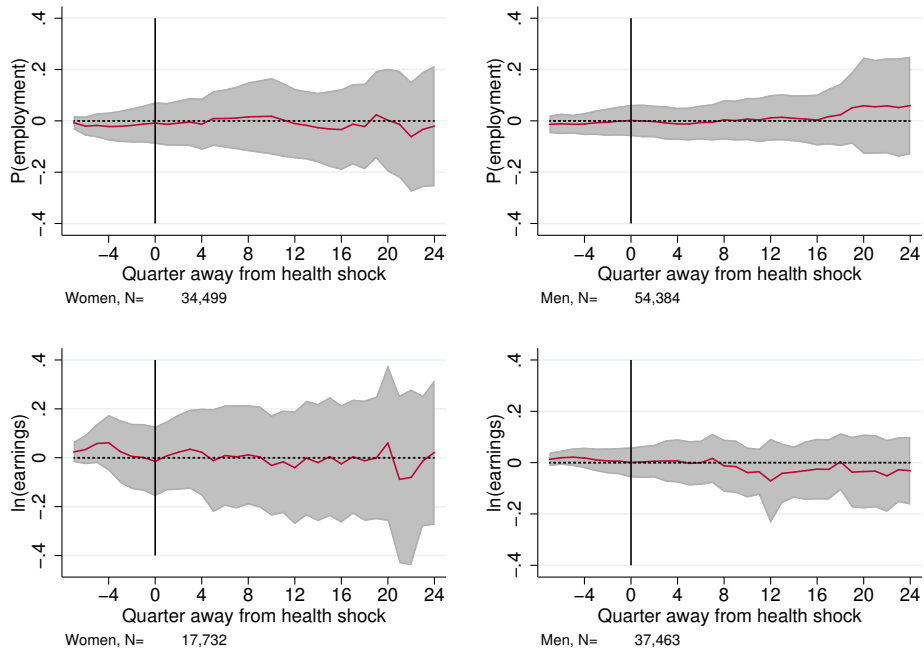 P(employment)
.4
.2
0
-.2
-.4
-4 0 4 8 12 16 20 24
Quarter away from health shock
Women, N= 34,499
P(employment)
.4
.2
0
-.2
-.4
-4 0 4 8 12 16 20 24
Quarter away from health shock
Men, N= 54,384
ln(earnings)
.4
.2
0
-.2
-.4
-4 0 4 8 12 16 20 24
Quarter away from health shock
Women, N= 17,732
ln(earnings)
.4
.2
0
-.2
-.4
-4 0 4 8 12 16 20 24
Quarter away from health shock
Men, N= 37,463